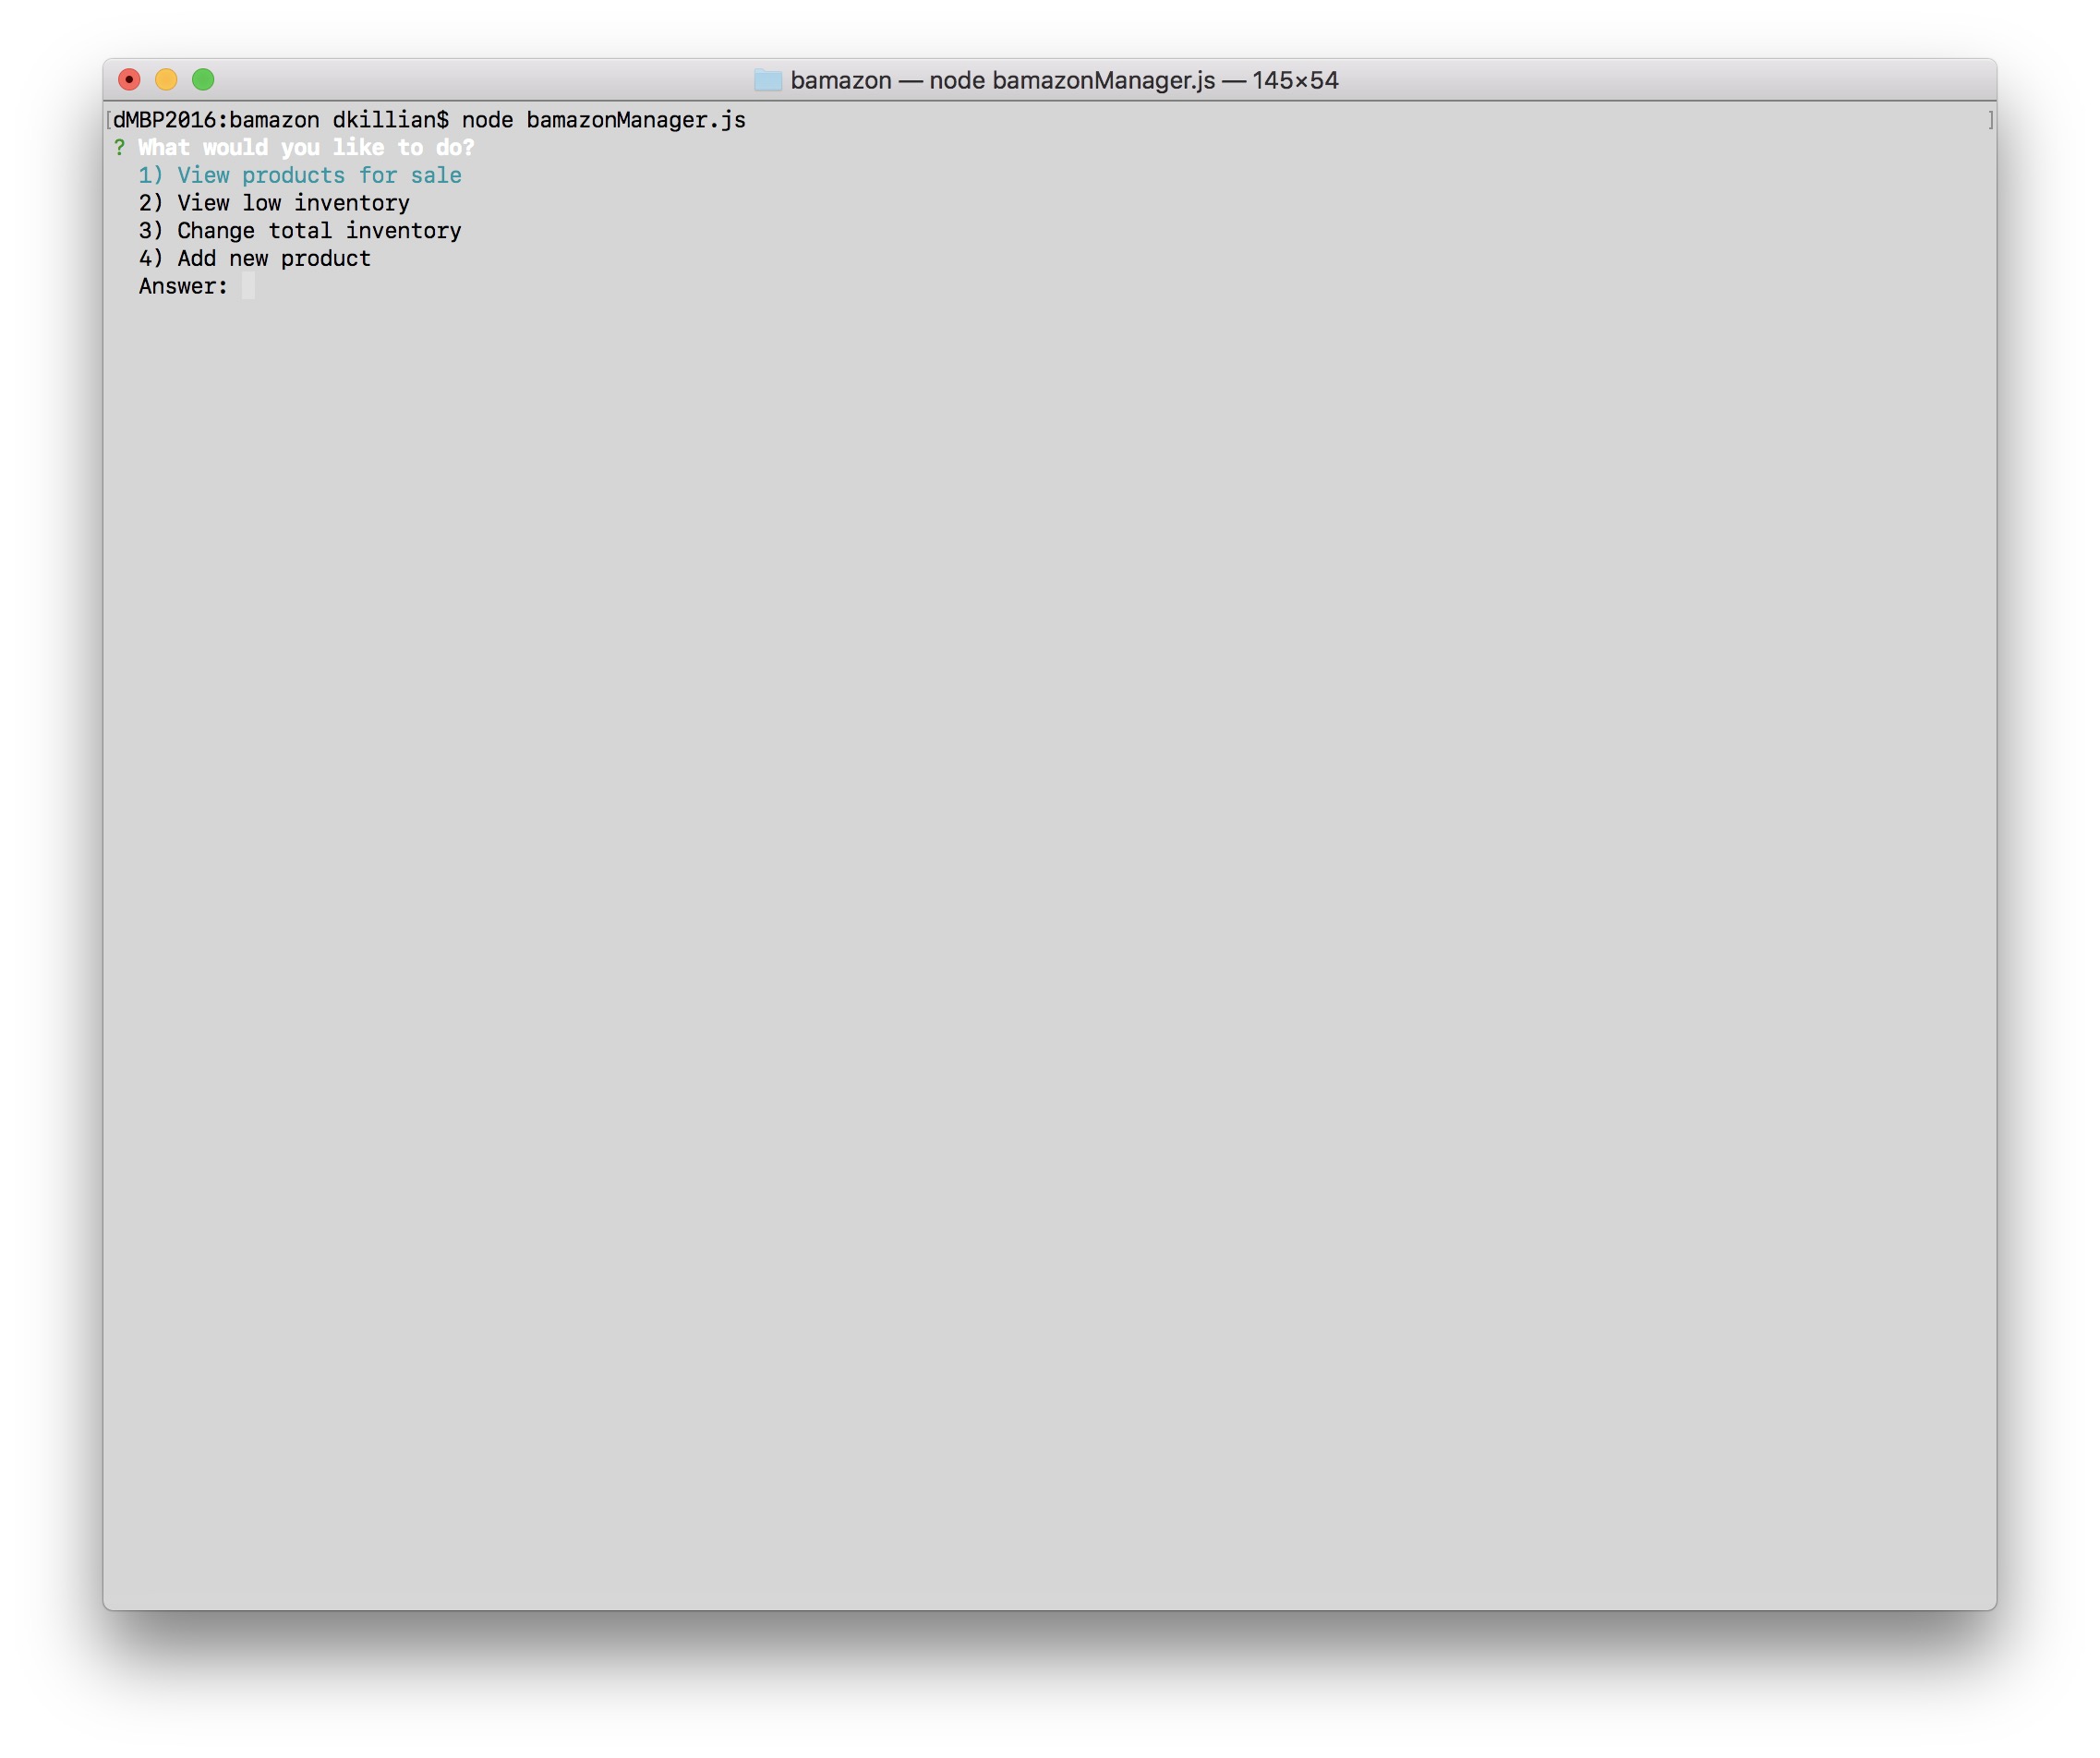 bamazon — node bamazonManager.js — 145×54
[dMBP2016:bamazon dkillian$ node bamazonManager.js ]
? What would you like to do?
1) View products for sale
2) View low inventory
3) Change total inventory
4) Add new product
Answer: